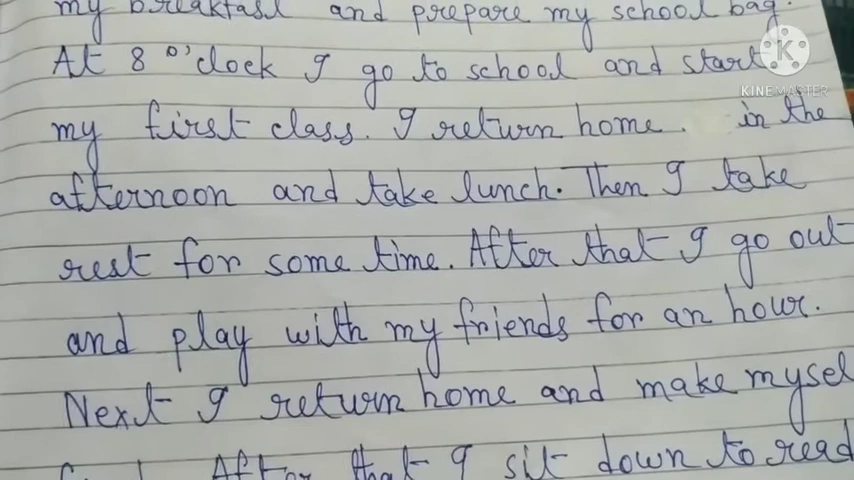 my breakfast and prepare my school bag.
At 8 o'clock I go to school and start
my first class. I return home. in the
afternoon and take lunch. Then I take
rest for some time. After that I go out
and play with my friends for an hour.
Next I return home and make mysel
After that I sit down to read
K
KINEMASTER